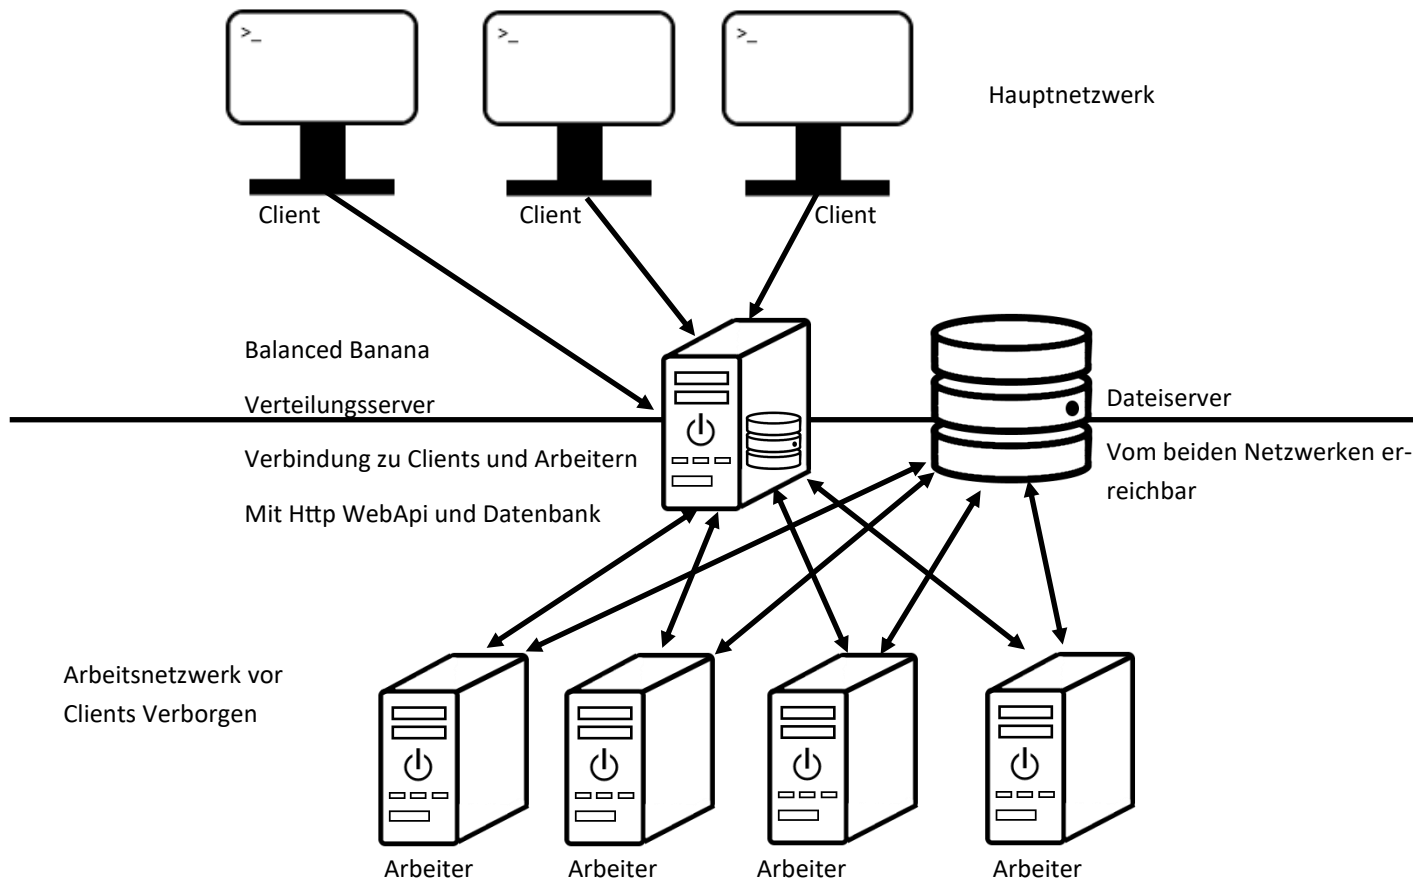 >_
>_
>_
Hauptnetzwerk
Client
Client
Client
Balanced Banana
Verteilungsserver
Verbindung zu Clients und Arbeitern
Mit Http WebApi und Datenbank
Dateiserver
Vom beiden Netzwerken er-
reichbar
Arbeitsnetzwerk vor
Clients Verborgen
Arbeiter
Arbeiter
Arbeiter
Arbeiter